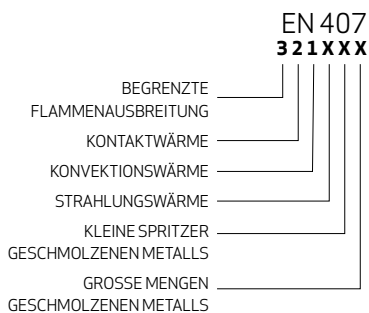 EN 407
321XXX
BEGRENZTE
FLAMMENAUSBREITUNG
KONTAKTWÄRME
KONVEKTIONSWÄRME
STRAHLUNGSWÄRME
KLEINE SPRITZER
GESCHMOLZENEN METALLS
GROSSE MENGEN
GESCHMOLZENEN METALLS